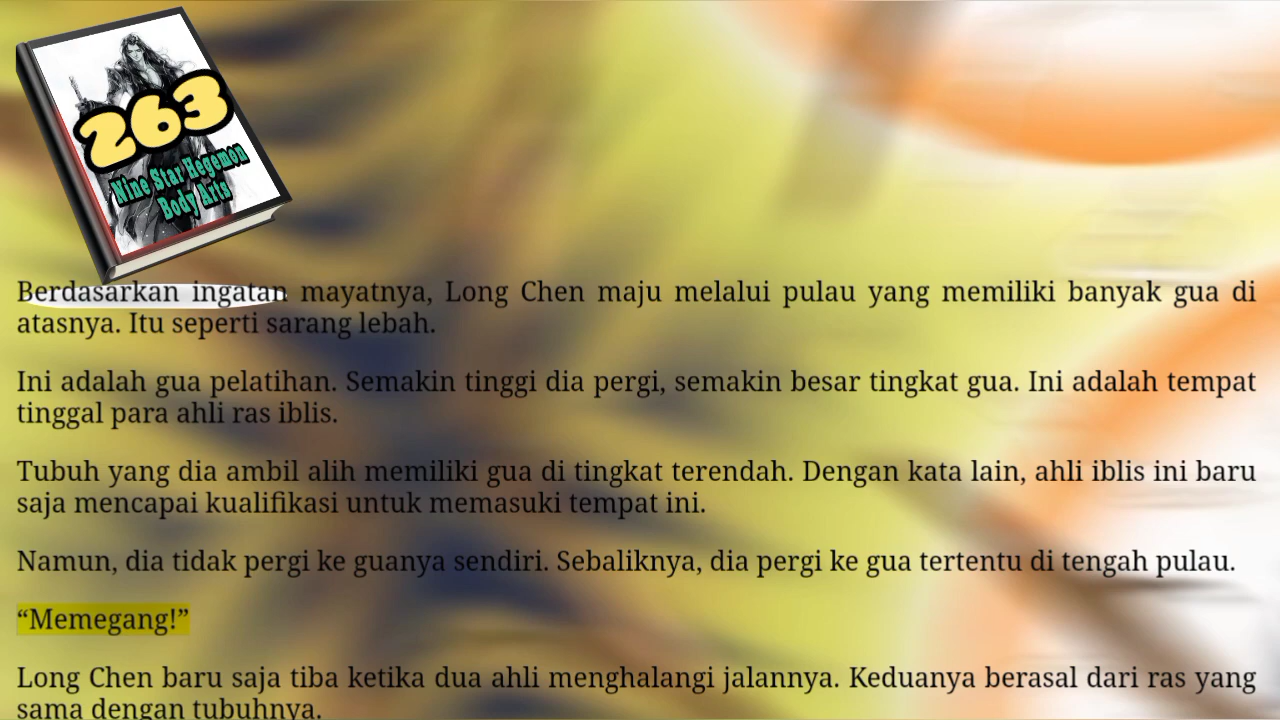 263
Nine Star Hegemon
Body Arts
Berdasarkan ingatan mayatnya, Long Chen maju melalui pulau yang memiliki banyak gua di
atasnya. Itu seperti sarang lebah.
Ini adalah gua pelatihan. Semakin tinggi dia pergi, semakin besar tingkat gua. Ini adalah tempat
tinggal para ahli ras iblis.
Tubuh yang dia ambil alih memiliki gua di tingkat terendah. Dengan kata lain, ahli iblis ini baru
saja mencapai kualifikasi untuk memasuki tempat ini.
Namun, dia tidak pergi ke guanya sendiri. Sebaliknya, dia pergi ke gua tertentu di tengah pulau.
“Memegang!”
Long Chen baru saja tiba ketika dua ahli menghalangi jalannya. Keduanya berasal dari ras yang
sama dengan tubuhnya.